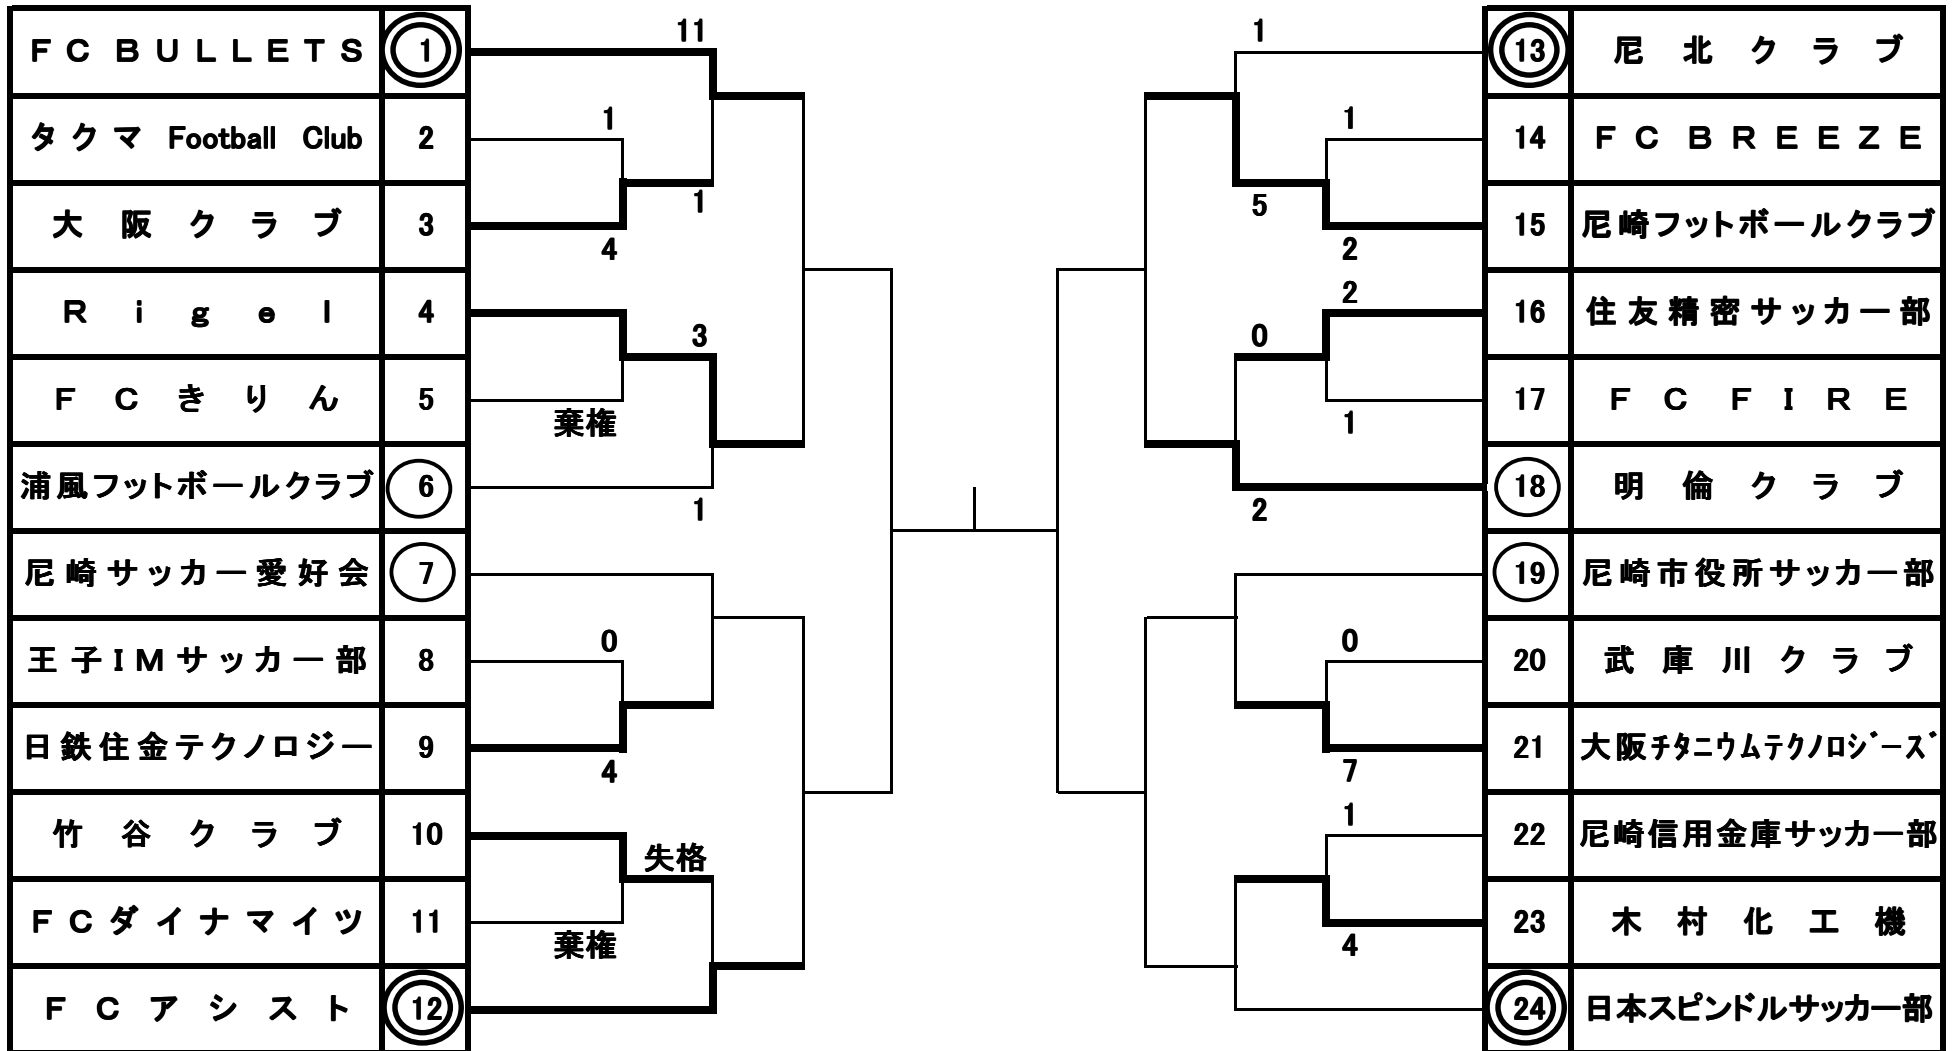 ＦＣ ＢＵＬＬＥＴＳ 1 11 1 13 尼北クラブ
タクマ Football Club 2 1 1 14 ＦＣ ＢＲＥＥＺＥ
大阪クラブ 3 4 1 5 2 15 尼崎フットボールクラブ
Ｒｉｇｅｌ 4 3 0 2 16 住友精密サッカー部
ＦＣきりん 5 棄権 1 17 ＦＣ ＦＩＲＥ
浦風フットボールクラブ 6 1 2 18 明倫クラブ
尼崎サッカー愛好会 7 19 尼崎市役所サッカー部
王子ＩＭサッカー部 8 0 0 20 武庫川クラブ
日鉄住金テクノロジー 9 4 7 21 大阪ﾁﾀﾆｳﾑﾃｸﾉﾛｼﾞｰｽﾞ
竹谷クラブ 10 失格 1 22 尼崎信用金庫サッカー部
ＦＣダイナマイツ 11 棄権 4 23 木村化工機
ＦＣアシスト 12 24 日本スピンドルサッカー部